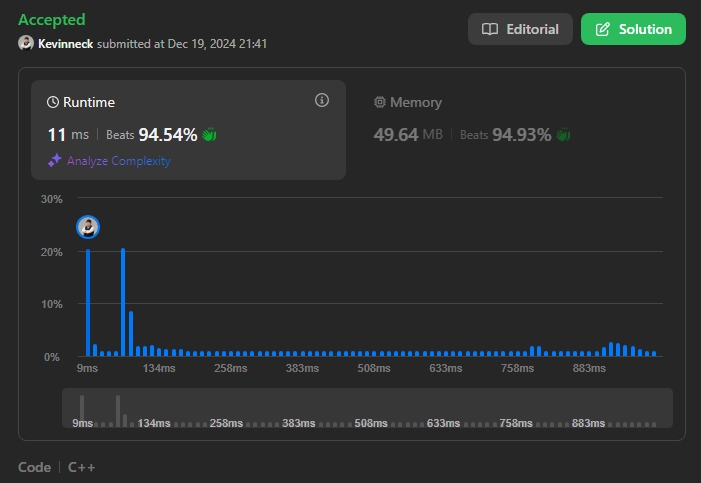 Accepted
Kevinneck submitted at Dec 19, 2024 21:41
Editorial
Solution
Runtime
11 ms | Beats 94.54%
Analyze Complexity
Memory
49.64 MB | Beats 94.93%
30%
20%
10%
0%
9ms 134ms 258ms 383ms 508ms 633ms 758ms 883ms
9ms 134ms 258ms 383ms 508ms 633ms 758ms 883ms
Code | C++